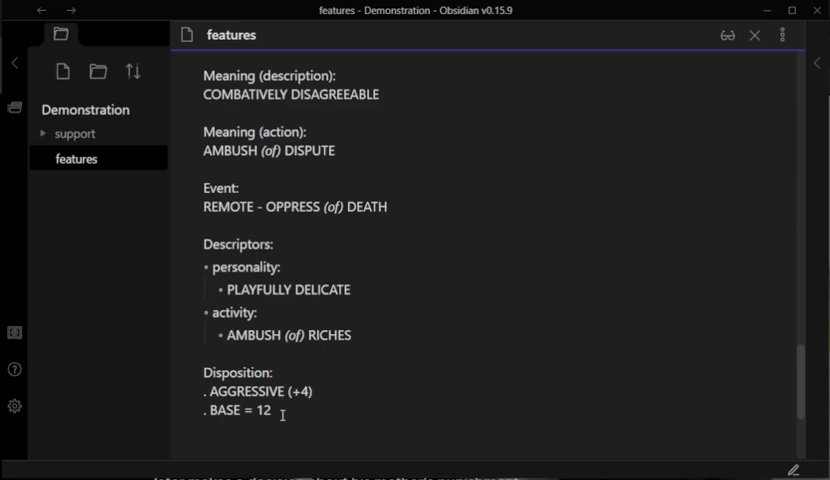 features - Demonstration - Obsidian v0.15.9
features
Demonstration
support
features
Meaning (description):
COMBATIVELY DISAGREEABLE
Meaning (action):
AMBUSH (of) DISPUTE
Event:
REMOTE - OPPRESS (of) DEATH
Descriptors:
• personality:
• PLAYFULLY DELICATE
• activity:
• AMBUSH (of) RICHES
Disposition:
. AGGRESSIVE (+4)
. BASE = 12